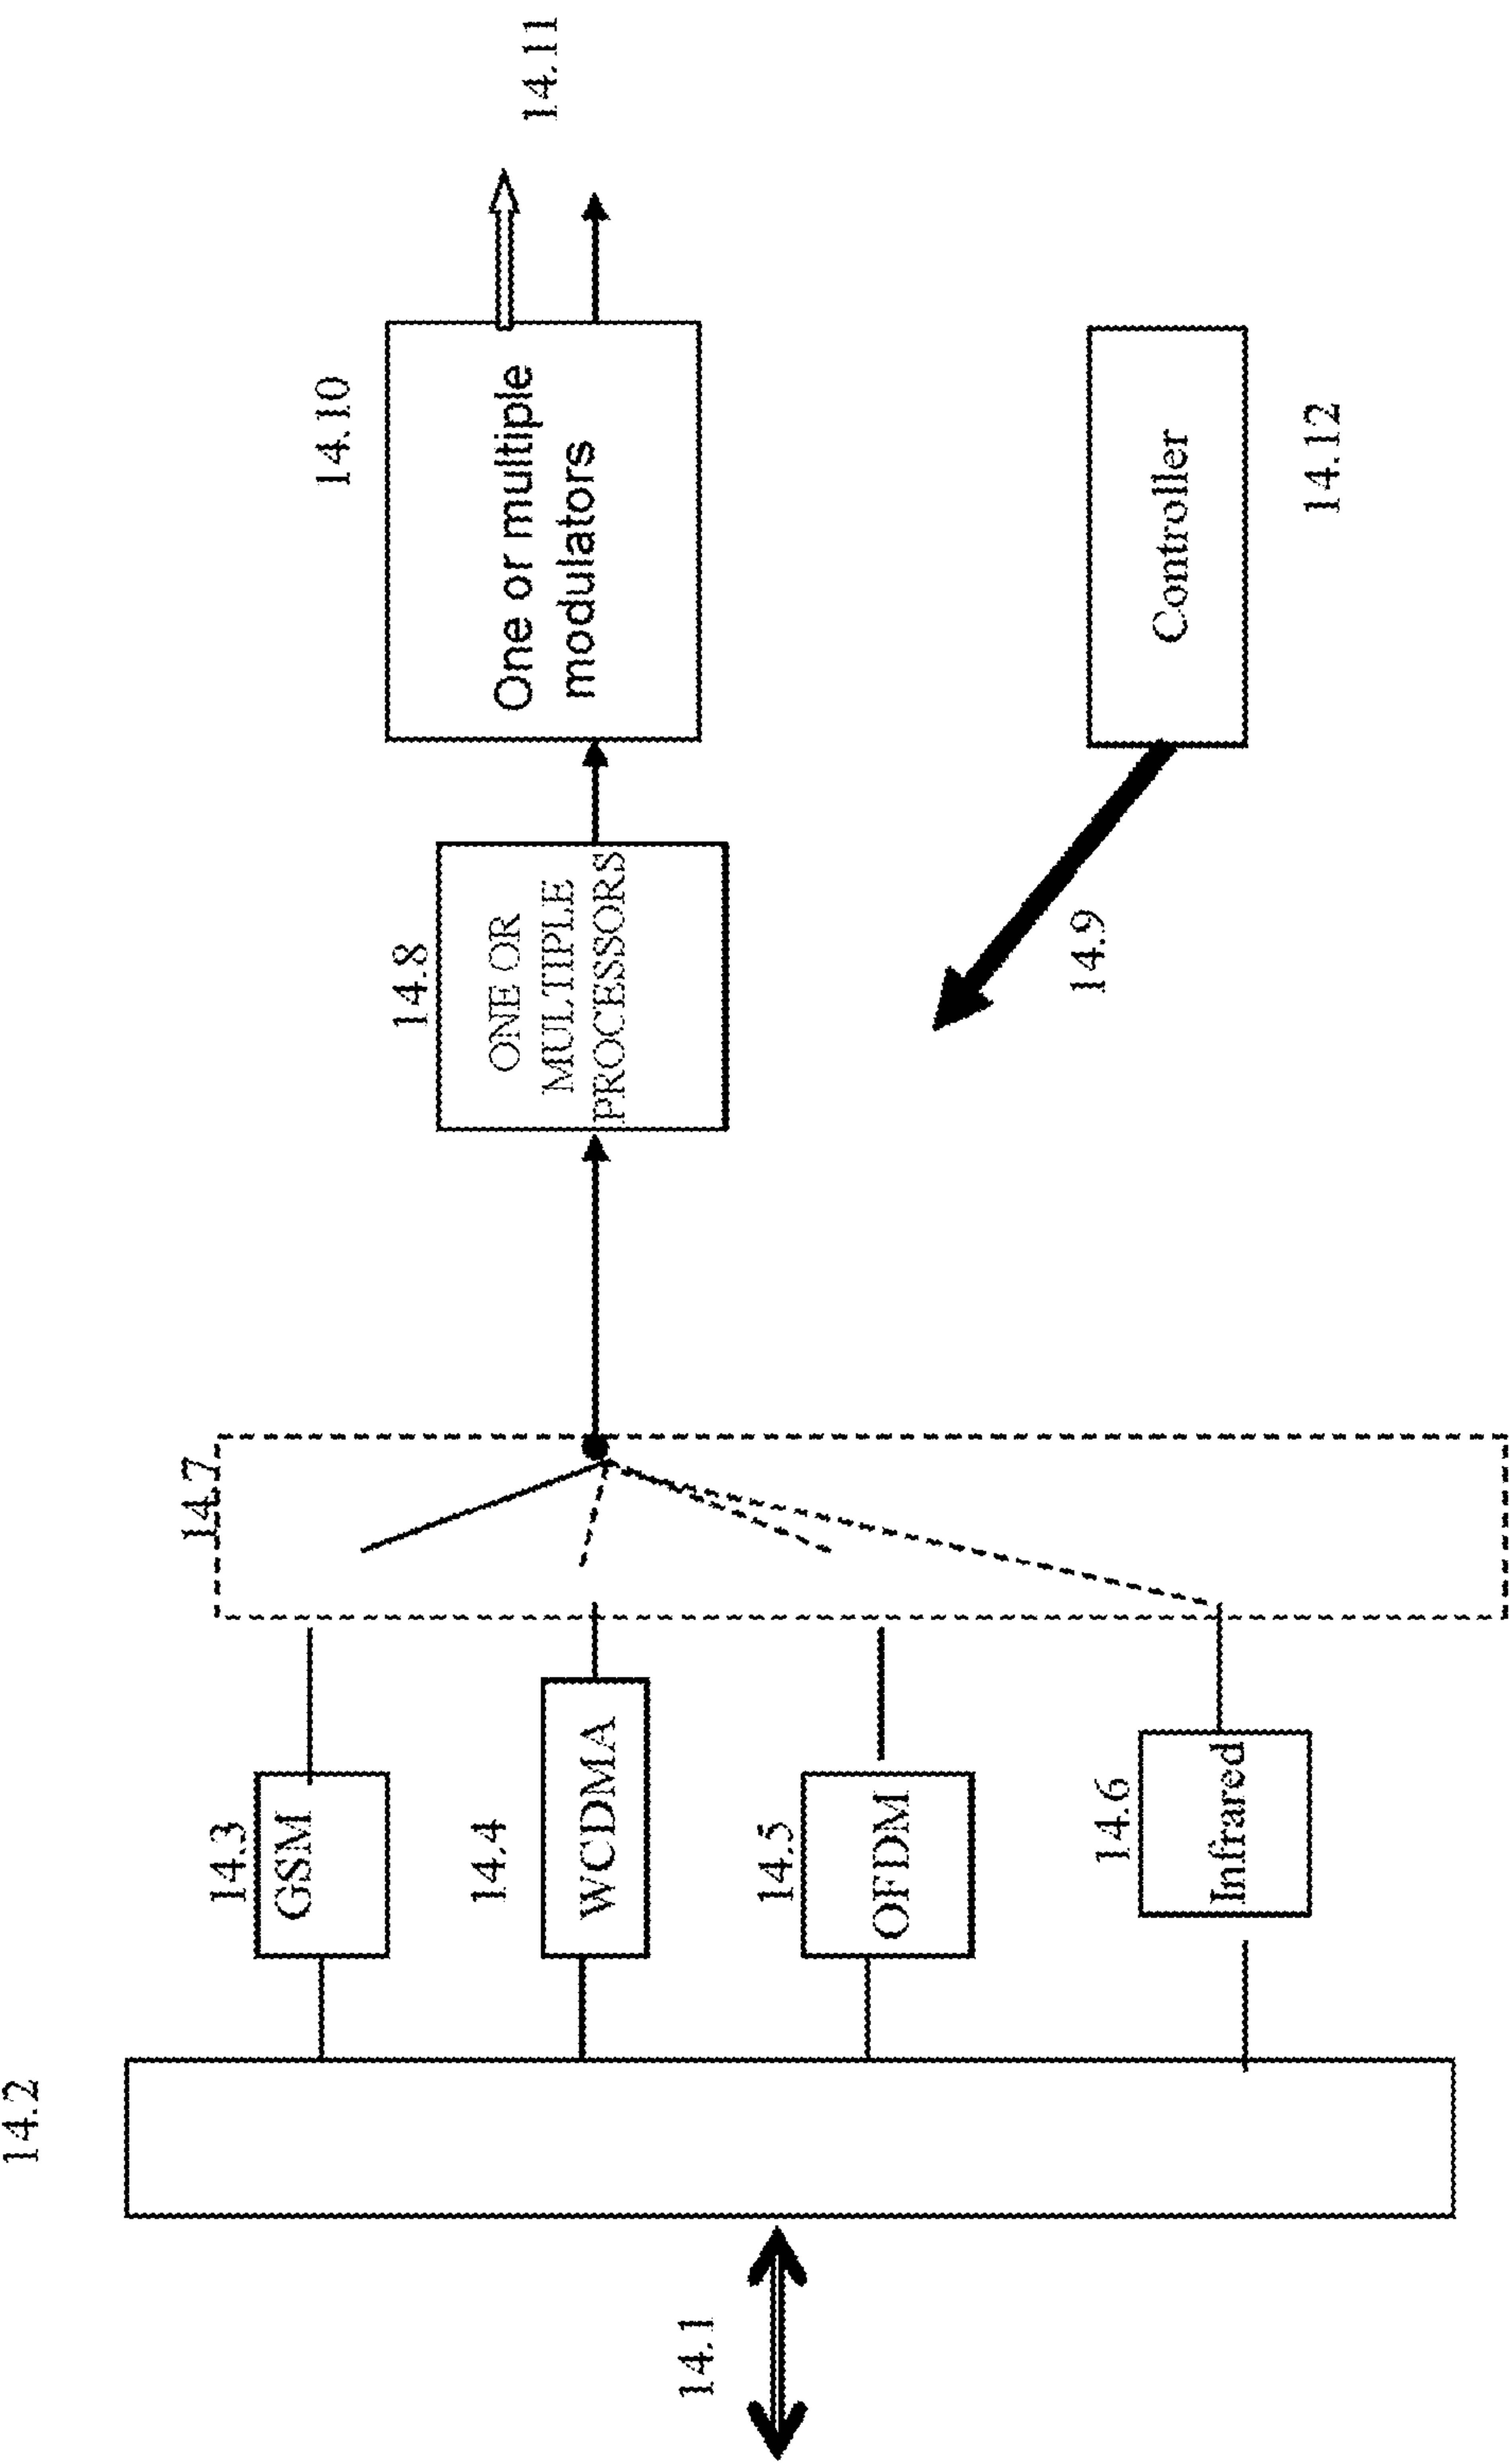 14.1
14.2
14.3
GSM
14.4
WCDMA
14.5
OFDM
14.6
Infrared
14.7
14.8
ONE OR
MULTIPLE
PROCESSORS
14.9
14.10
One or multiple
modulators
14.11
Controller
14.12